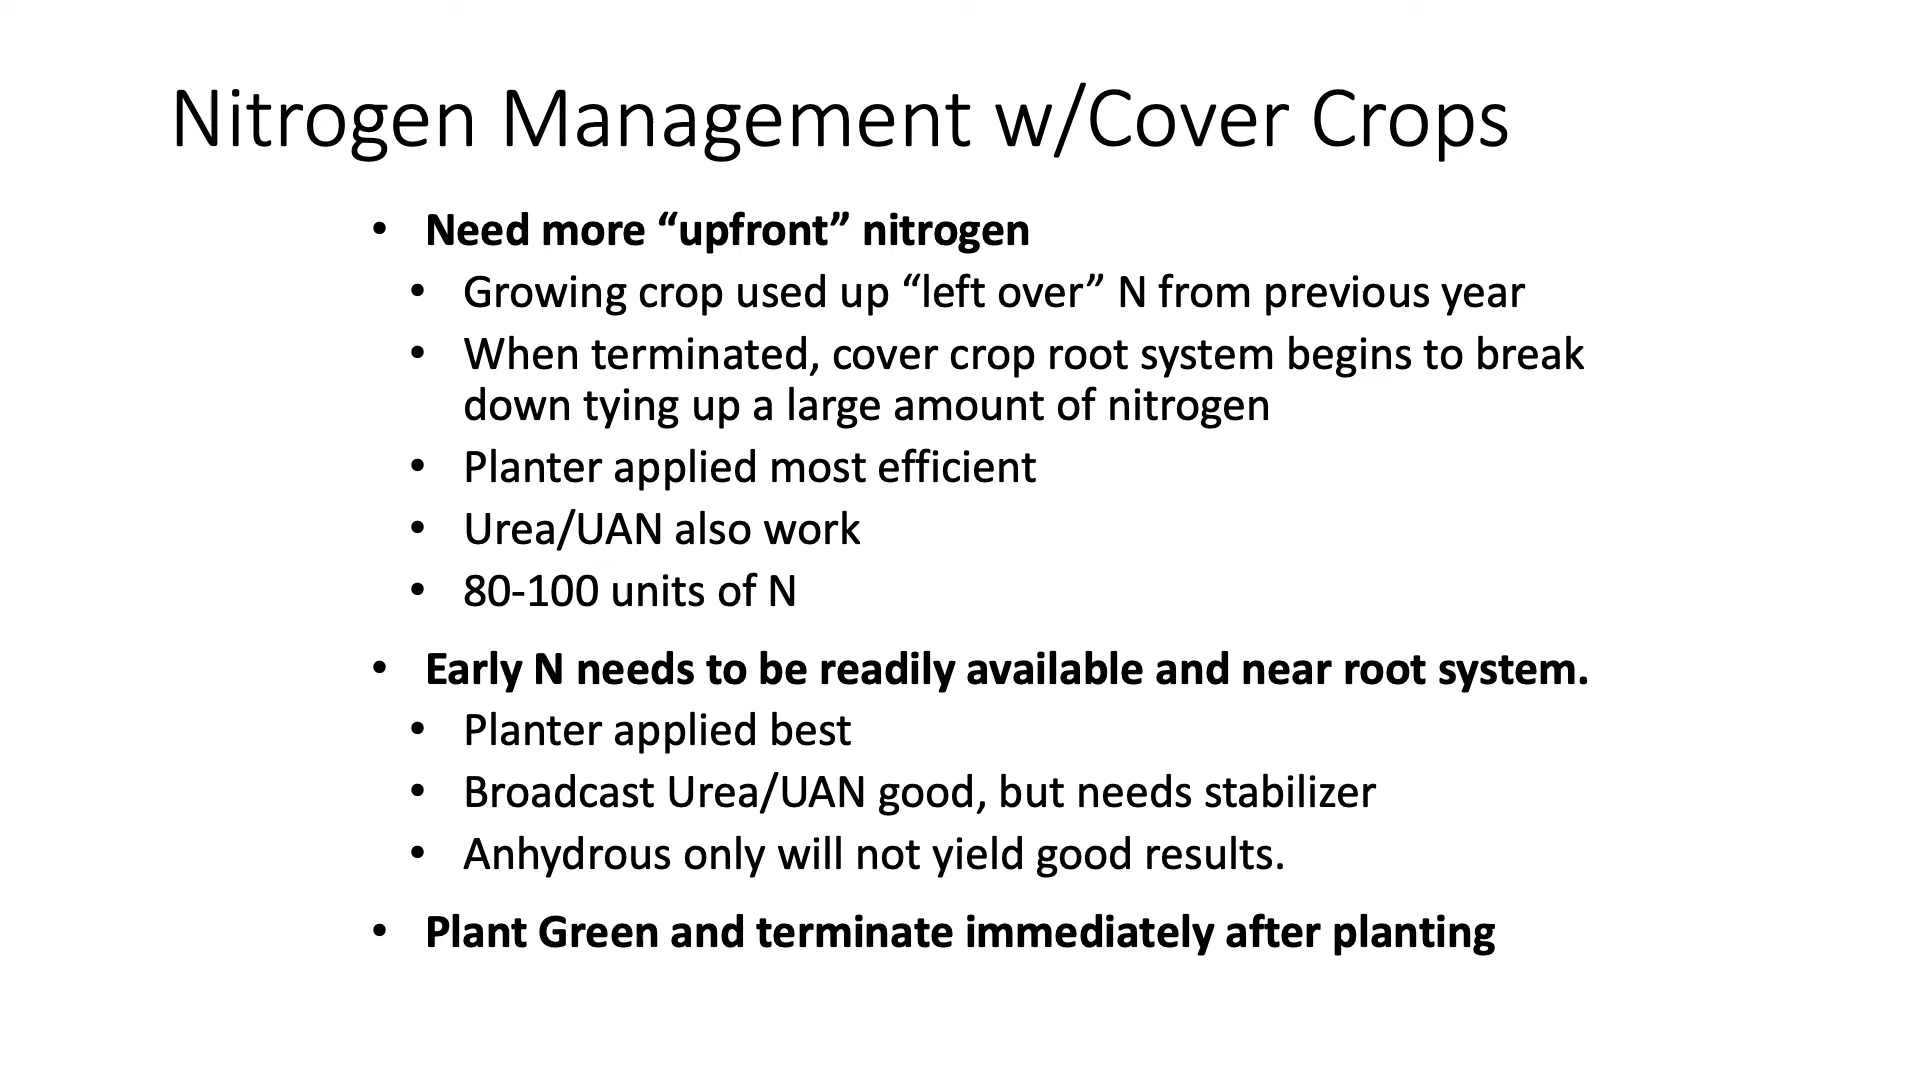 Nitrogen Management w/Cover Crops
• Need more “upfront” nitrogen
• Growing crop used up “left over” N from previous year
• When terminated, cover crop root system begins to break
down tying up a large amount of nitrogen
• Planter applied most efficient
• Urea/UAN also work
• 80-100 units of N
• Early N needs to be readily available and near root system.
• Planter applied best
• Broadcast Urea/UAN good, but needs stabilizer
• Anhydrous only will not yield good results.
• Plant Green and terminate immediately after planting